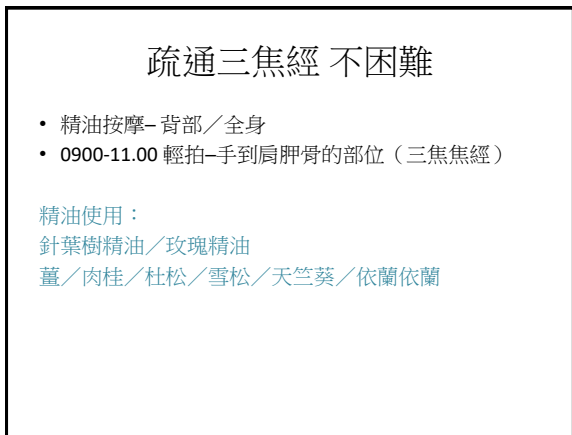 疏通三焦經 不困難
• 精油按摩– 背部／全身
• 0900-11.00 輕拍–手到肩胛骨的部位（三焦焦經）
精油使用：
針葉樹精油／玫瑰精油
薑／肉桂／杜松／雪松／天竺葵／依蘭依蘭